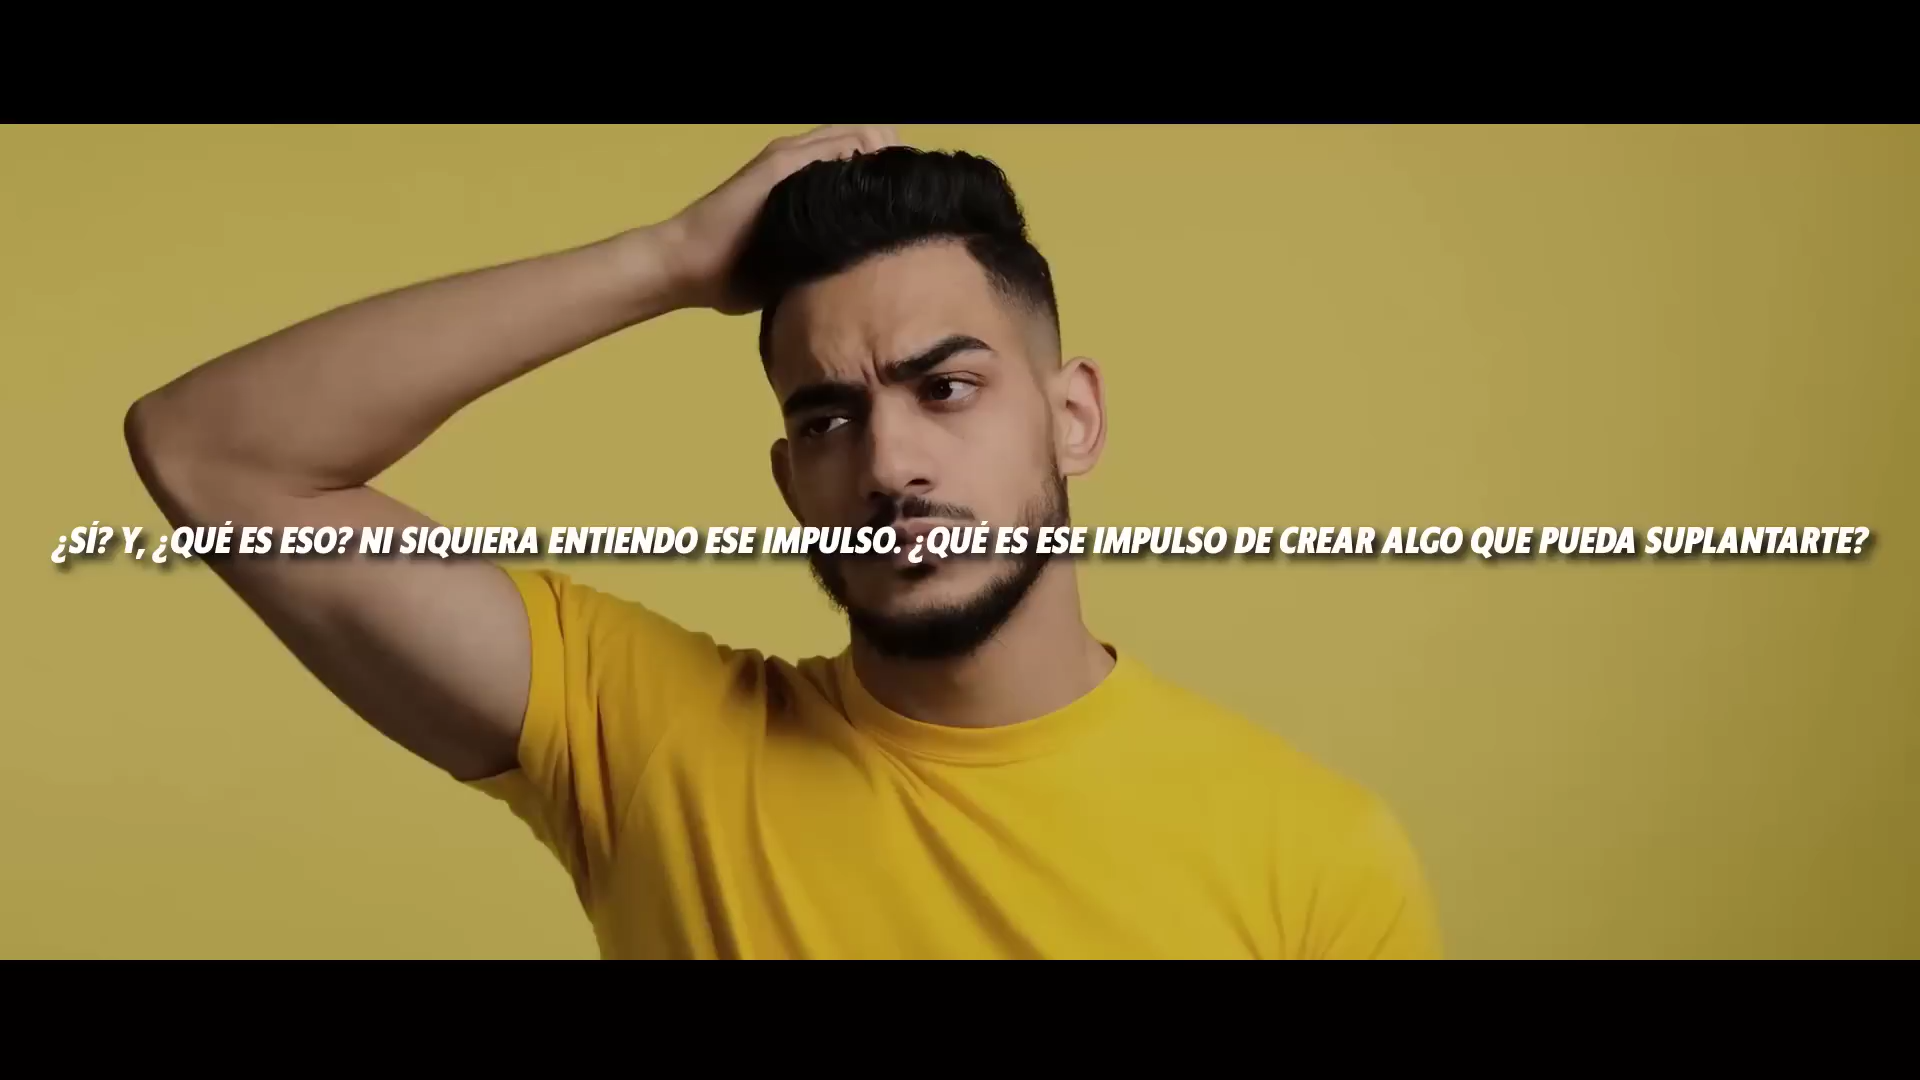 ¿SÍ? Y, ¿QUÉ ES ESO? NI SIQUIERA ENTIENDO ESE IMPULSO. ¿QUÉ ES ESE IMPULSO DE CREAR ALGO QUE PUEDA SUPLANTARTE?